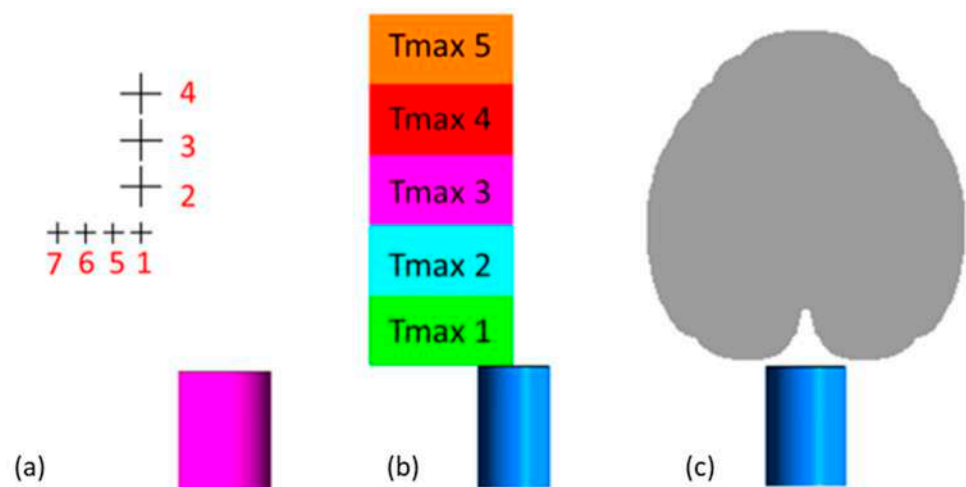 4
3
2
7 6 5 1
(a)
Tmax 5
Tmax 4
Tmax 3
Tmax 2
Tmax 1
(b)
(c)